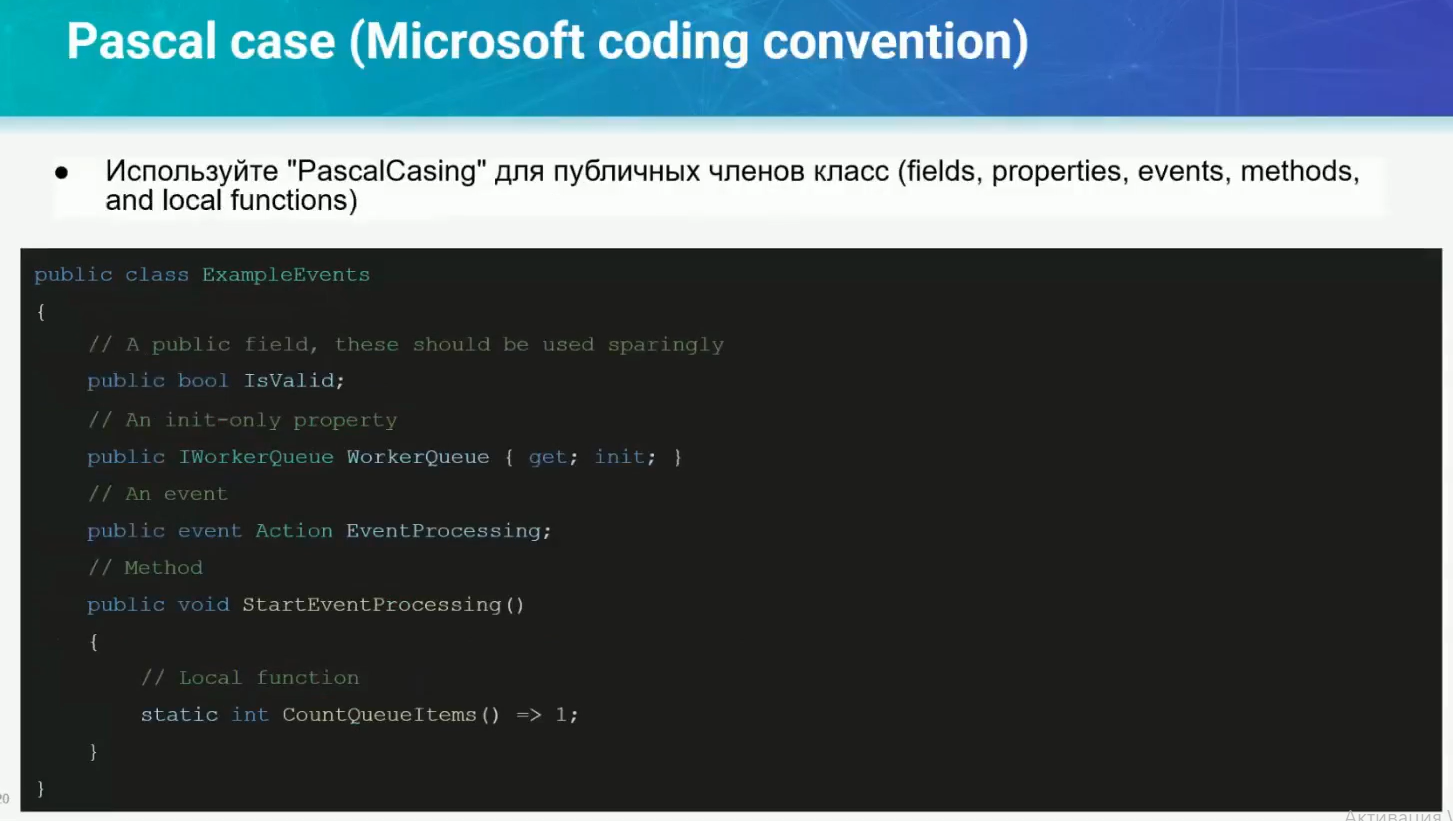 Pascal case (Microsoft coding convention)
● Используйте "PascalCasing" для публичных членов класс (fields, properties, events, methods,
and local functions)
public class ExampleEvents
{
// A public field, these should be used sparingly
public bool IsValid;
// An init-only property
public IWorkerQueue WorkerQueue { get; init; }
// An event
public event Action EventProcessing;
// Method
public void StartEventProcessing()
{
// Local function
static int CountQueueItems() => 1;
}
}
20
Активация